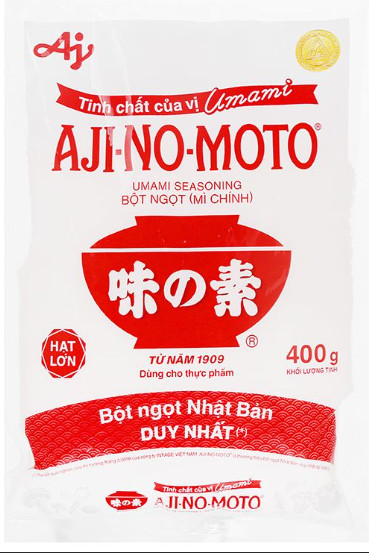 Aj
Tinh chất của vị Umami
AJI-NO-MOTO®
UMAMI SEASONING
BỘT NGỌT (MÌ CHÍNH)
味の素
®
HẠT
LỚN
TỪ NĂM 1909
Dùng cho thực phẩm
400g
KHỐI LƯỢNG TỊNH
Bột ngọt Nhật Bản
DUY NHẤT(*)
味の素
Tinh chất của vị Umami
AJI-NO-MOTO®